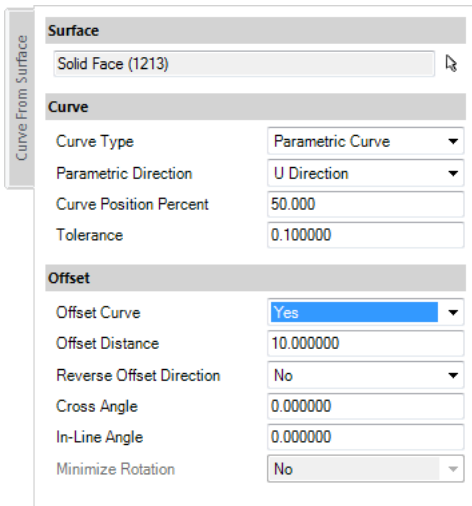 Curve From Surface
Surface
Solid Face (1213)
Curve
Curve Type Parametric Curve
Parametric Direction U Direction
Curve Position Percent 50.000
Tolerance 0.100000
Offset
Offset Curve Yes
Offset Distance 10.000000
Reverse Offset Direction No
Cross Angle 0.000000
In-Line Angle 0.000000
Minimize Rotation No